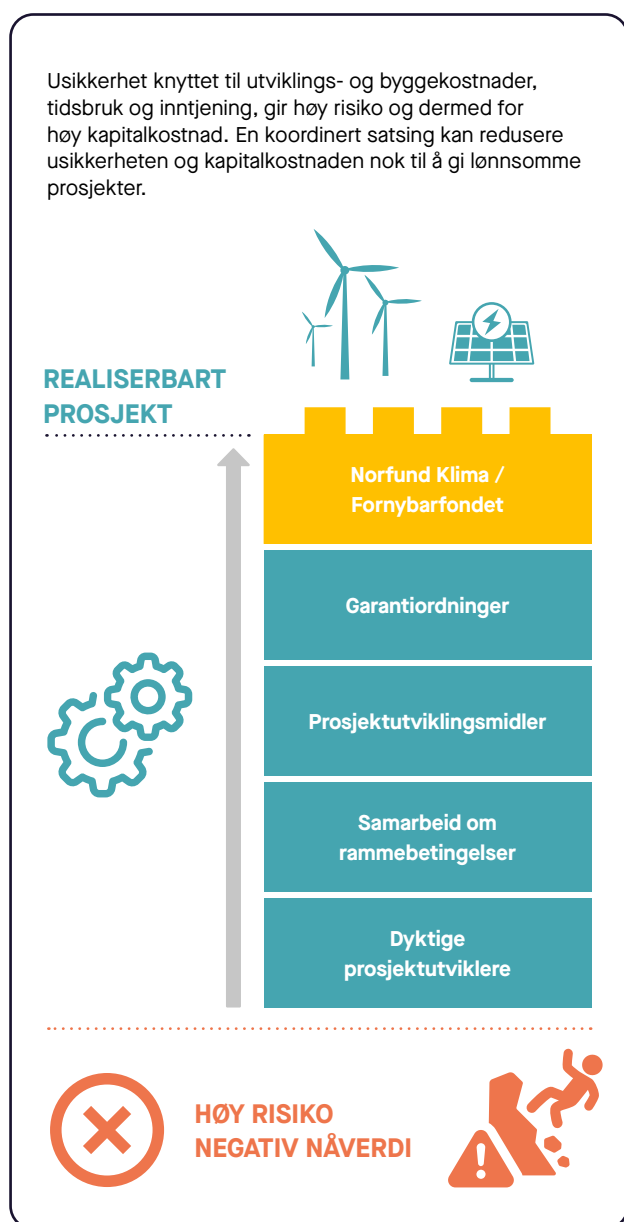 Usikkerhet knyttet til utviklings- og byggekostnader,
tidsbruk og inntjening, gir høy risiko og dermed for
høy kapitalkostnad. En koordinert satsing kan redusere
usikkerheten og kapitalkostnaden nok til å gi lønnsomme
prosjekter.
REALISERBART
PROSJEKT
Norfund Klima /
Fornybarfondet
Garantiordninger
Prosjektutviklingsmidler
Samarbeid om
rammebetingelser
Dyktige
prosjektutviklere
HØY RISIKO
NEGATIV NÅVERDI